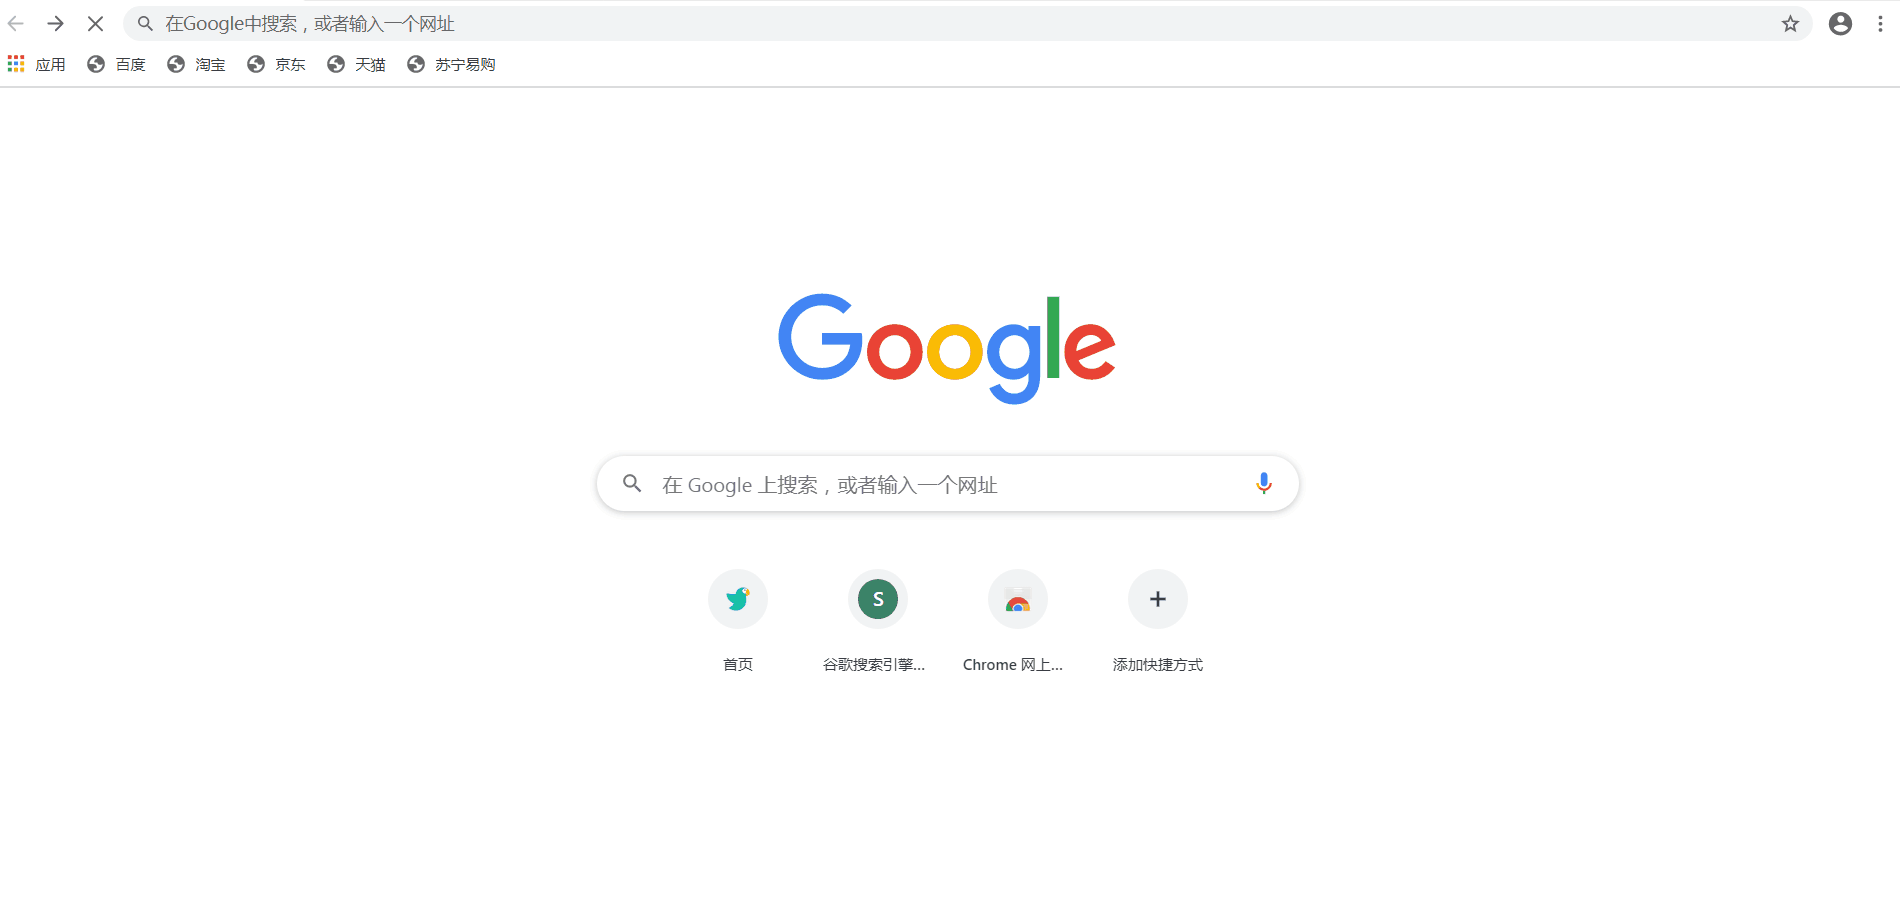 在Google中搜索，或者输入一个网址
应用 百度 淘宝 京东 天猫 苏宁易购
Google
在 Google 上搜索，或者输入一个网址
S
首页 谷歌搜索引擎... Chrome 网上... 添加快捷方式